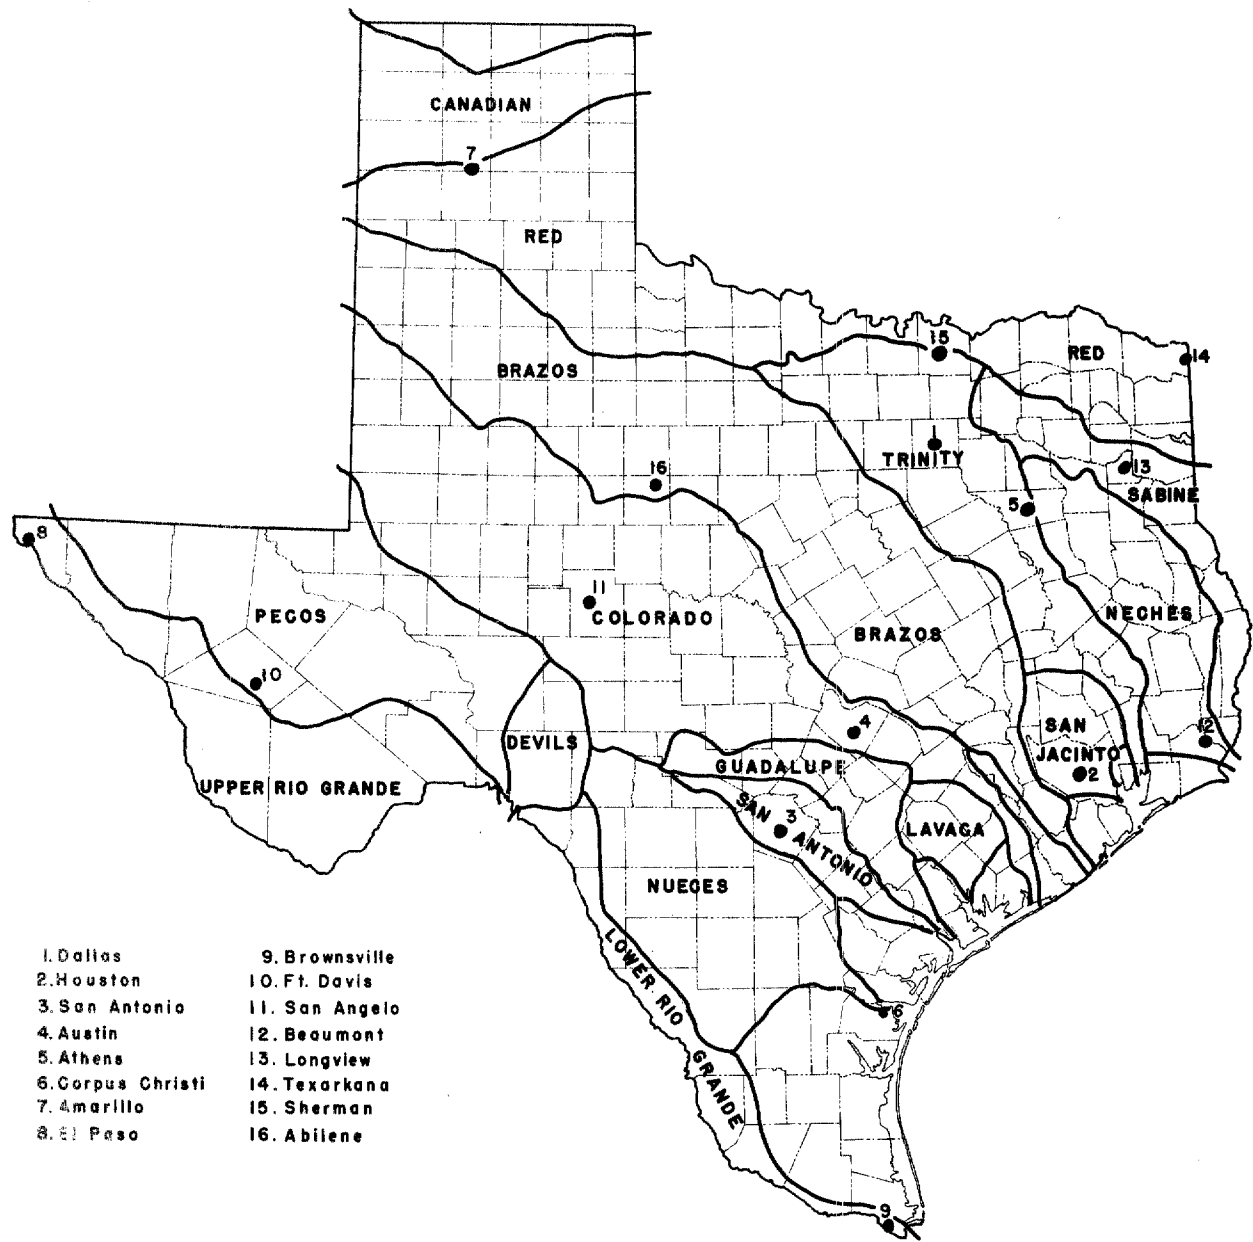 CANADIAN
7
RED
15
RED
14
BRAZOS
1
TRINITY
16
13
SABINE
5
8
11
COLORADO
PECOS
NECHES
BRAZOS
10
4
SAN
JACINTO
12
DEVILS
GUADALUPE
2
UPPER RIO GRANDE
SAN ANTONIO
3
LAVAGA
NUECES
LOWER RIO GRANDE
6
9
1. Dallas
2. Houston
3. San Antonio
4. Austin
5. Athens
6. Corpus Christi
7. Amarillo
8. El Paso
9. Brownsville
10. Ft. Davis
11. San Angelo
12. Beaumont
13. Longview
14. Texarkana
15. Sherman
16. Abilene